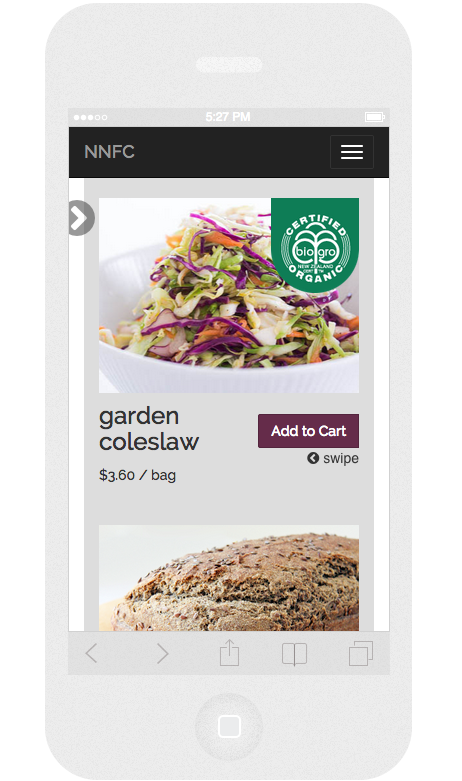 5:27 PM
NNFC
CERTIFIED
bio gro
NEW ZEALAND
ORGANIC
garden
coleslaw
Add to Cart
swipe
$3.60 / bag